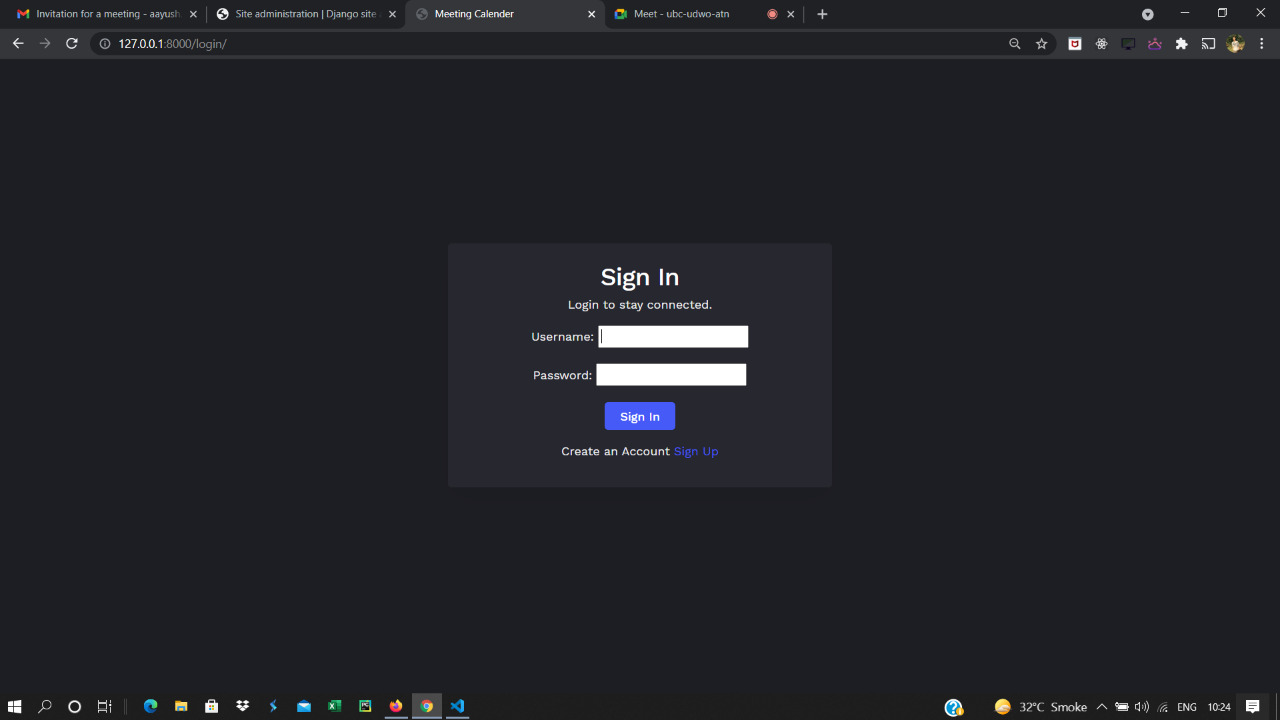 Invitation for a meeting - aayush
Site administration | Django site a
Meeting Calender
Meet - ubc-udwo-atn
127.0.0.1:8000/login/
Sign In
Login to stay connected.
Username:
Password:
Sign In
Create an Account Sign Up
32°C Smoke
ENG
10:24